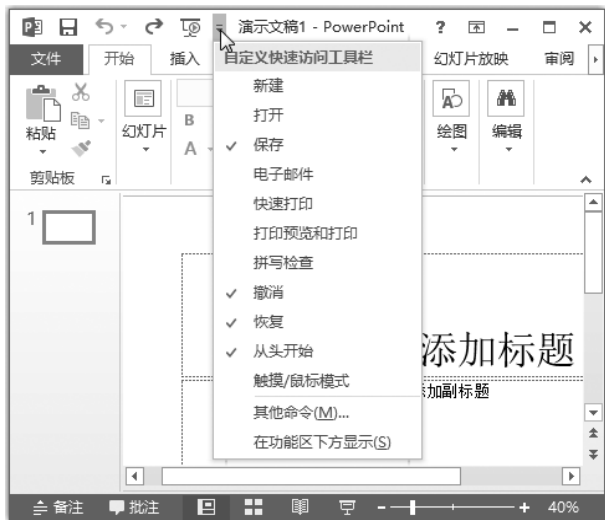 演示文稿1 - PowerPoint
文件 开始 插入 幻灯片放映 审阅
自定义快速访问工具栏
新建
打开
保存
电子邮件
快速打印
打印预览和打印
拼写检查
撤消
恢复
从头开始
触摸/鼠标模式
其他命令(M)...
在功能区下方显示(S)
粘贴 幻灯片 B A 绘图 编辑
剪贴板
1
添加标题
添加副标题
备注 批注 40%